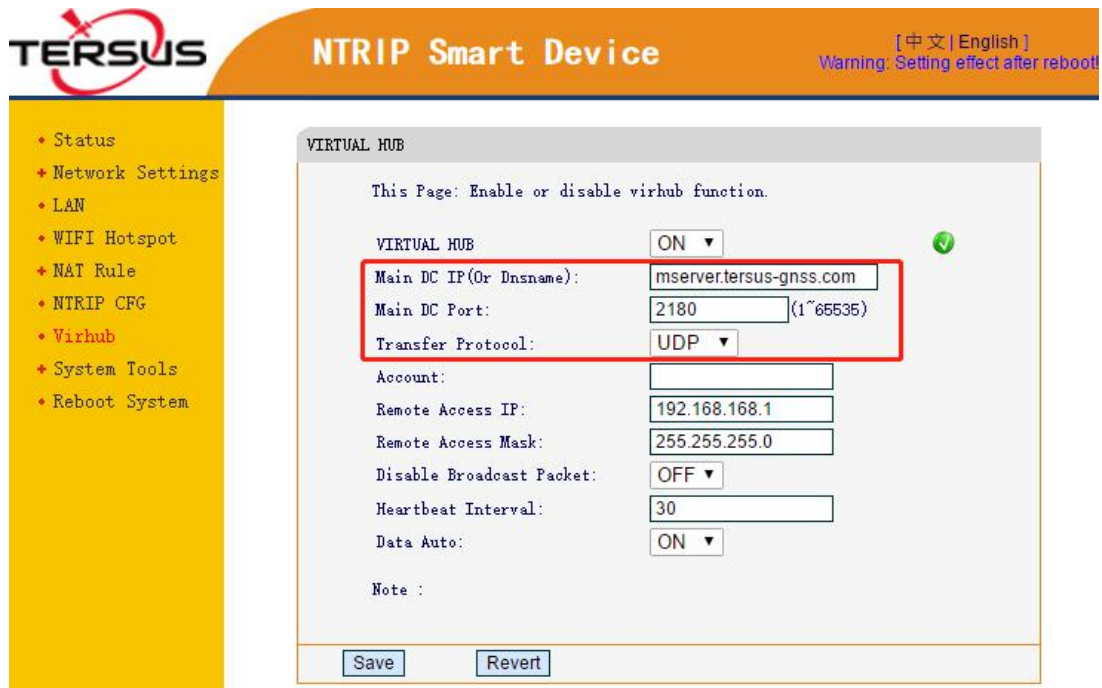 TERSUS
NTRIP Smart Device
[ 中文 | English ]
Warning: Setting effect after reboot!
Status
Network Settings
LAN
WIFI Hotspot
NAT Rule
NTRIP CFG
Virhub
System Tools
Reboot System
VIRTUAL HUB
This Page: Enable or disable virhub function.
VIRTUAL HUB ON
Main DC IP(Or Dnsname): mserver.tersus-gnss.com
Main DC Port: 2180 (1~65535)
Transfer Protocol: UDP
Account:
Remote Access IP: 192.168.168.1
Remote Access Mask: 255.255.255.0
Disable Broadcast Packet: OFF
Heartbeat Interval: 30
Data Auto: ON
Note :
Save Revert